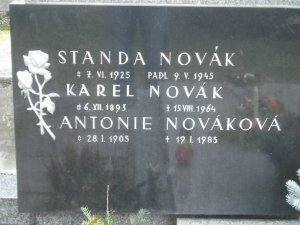 STANDA NOVÁK
* 7. VI. 1925 PADL 9. V. 1945
KAREL NOVÁK
* 6. VII. 1893 † 15. VIII. 1964
ANTONIE NOVÁKOVÁ
* 28. I. 1905 † 19. I. 1985